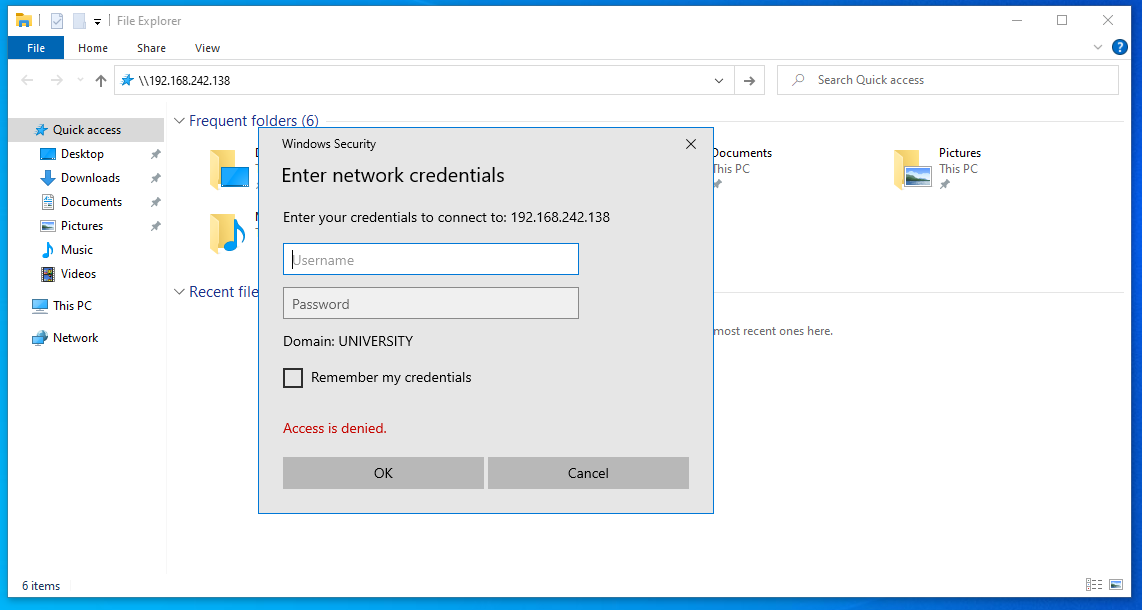 File Explorer
File Home Share View
\\192.168.242.138
Search Quick access
Quick access
Desktop
Downloads
Documents
Pictures
Music
Videos
This PC
Network
Frequent folders (6)
Documents
This PC
Pictures
This PC
Recent file
most recent ones here.
Windows Security
Enter network credentials
Enter your credentials to connect to: 192.168.242.138
Username
Password
Domain: UNIVERSITY
Remember my credentials
Access is denied.
OK Cancel
6 items